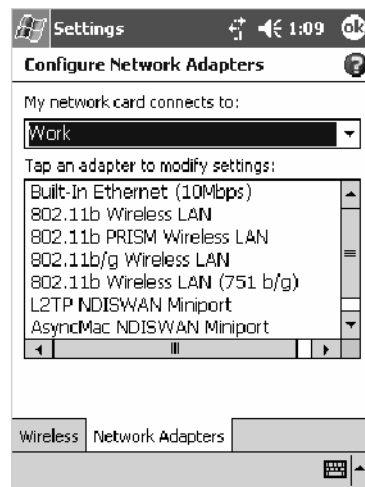 Settings 1:09 ok
Configure Network Adapters
My network card connects to:
Work
Tap an adapter to modify settings:
Built-In Ethernet (10Mbps)
802.11b Wireless LAN
802.11b PRISM Wireless LAN
802.11b/g Wireless LAN
802.11b Wireless LAN (751 b/g)
L2TP NDISWAN Miniport
AsyncMac NDISWAN Miniport
Wireless Network Adapters